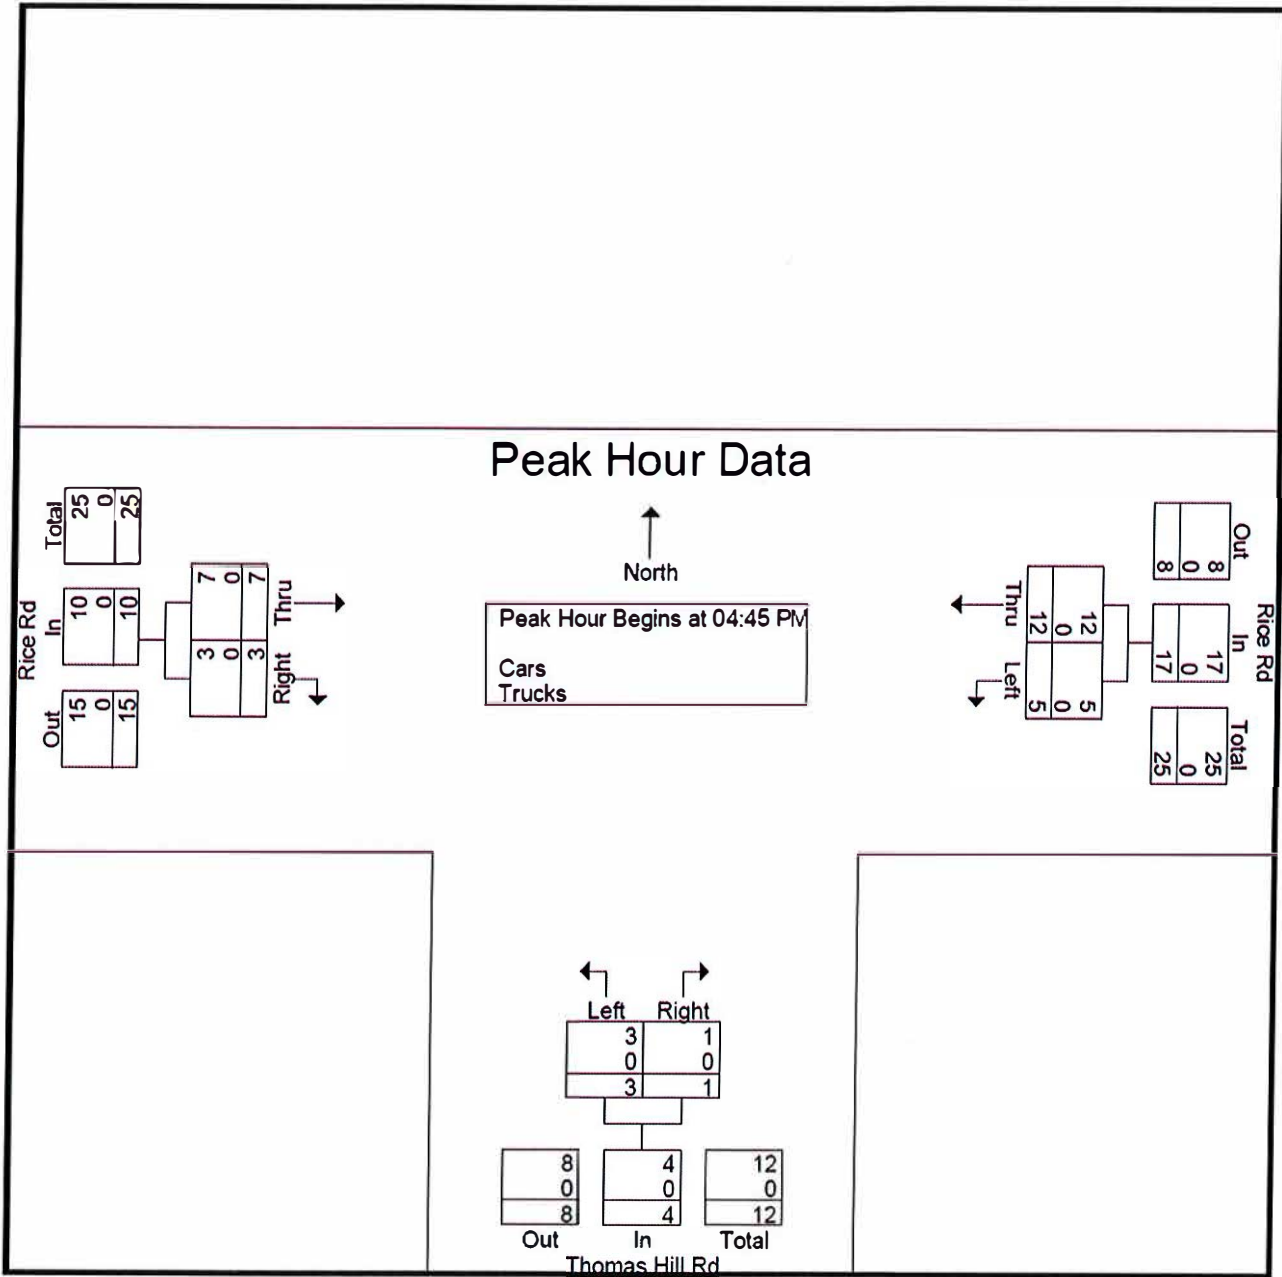 Peak Hour Data
North
Peak Hour Begins at 04:45 PM
Cars
Trucks
Rice Rd
Out
In
Total
15
0
15
10
0
10
25
0
25
Right
Thru
3
0
3
7
0
7
Rice Rd
Out
In
Total
8
0
8
17
0
17
25
0
25
Thru
Left
12
0
12
5
0
5
Left Right
3 1
0 0
3 1
8 4 12
0 0 0
8 4 12
Out In Total
Thomas Hill Rd